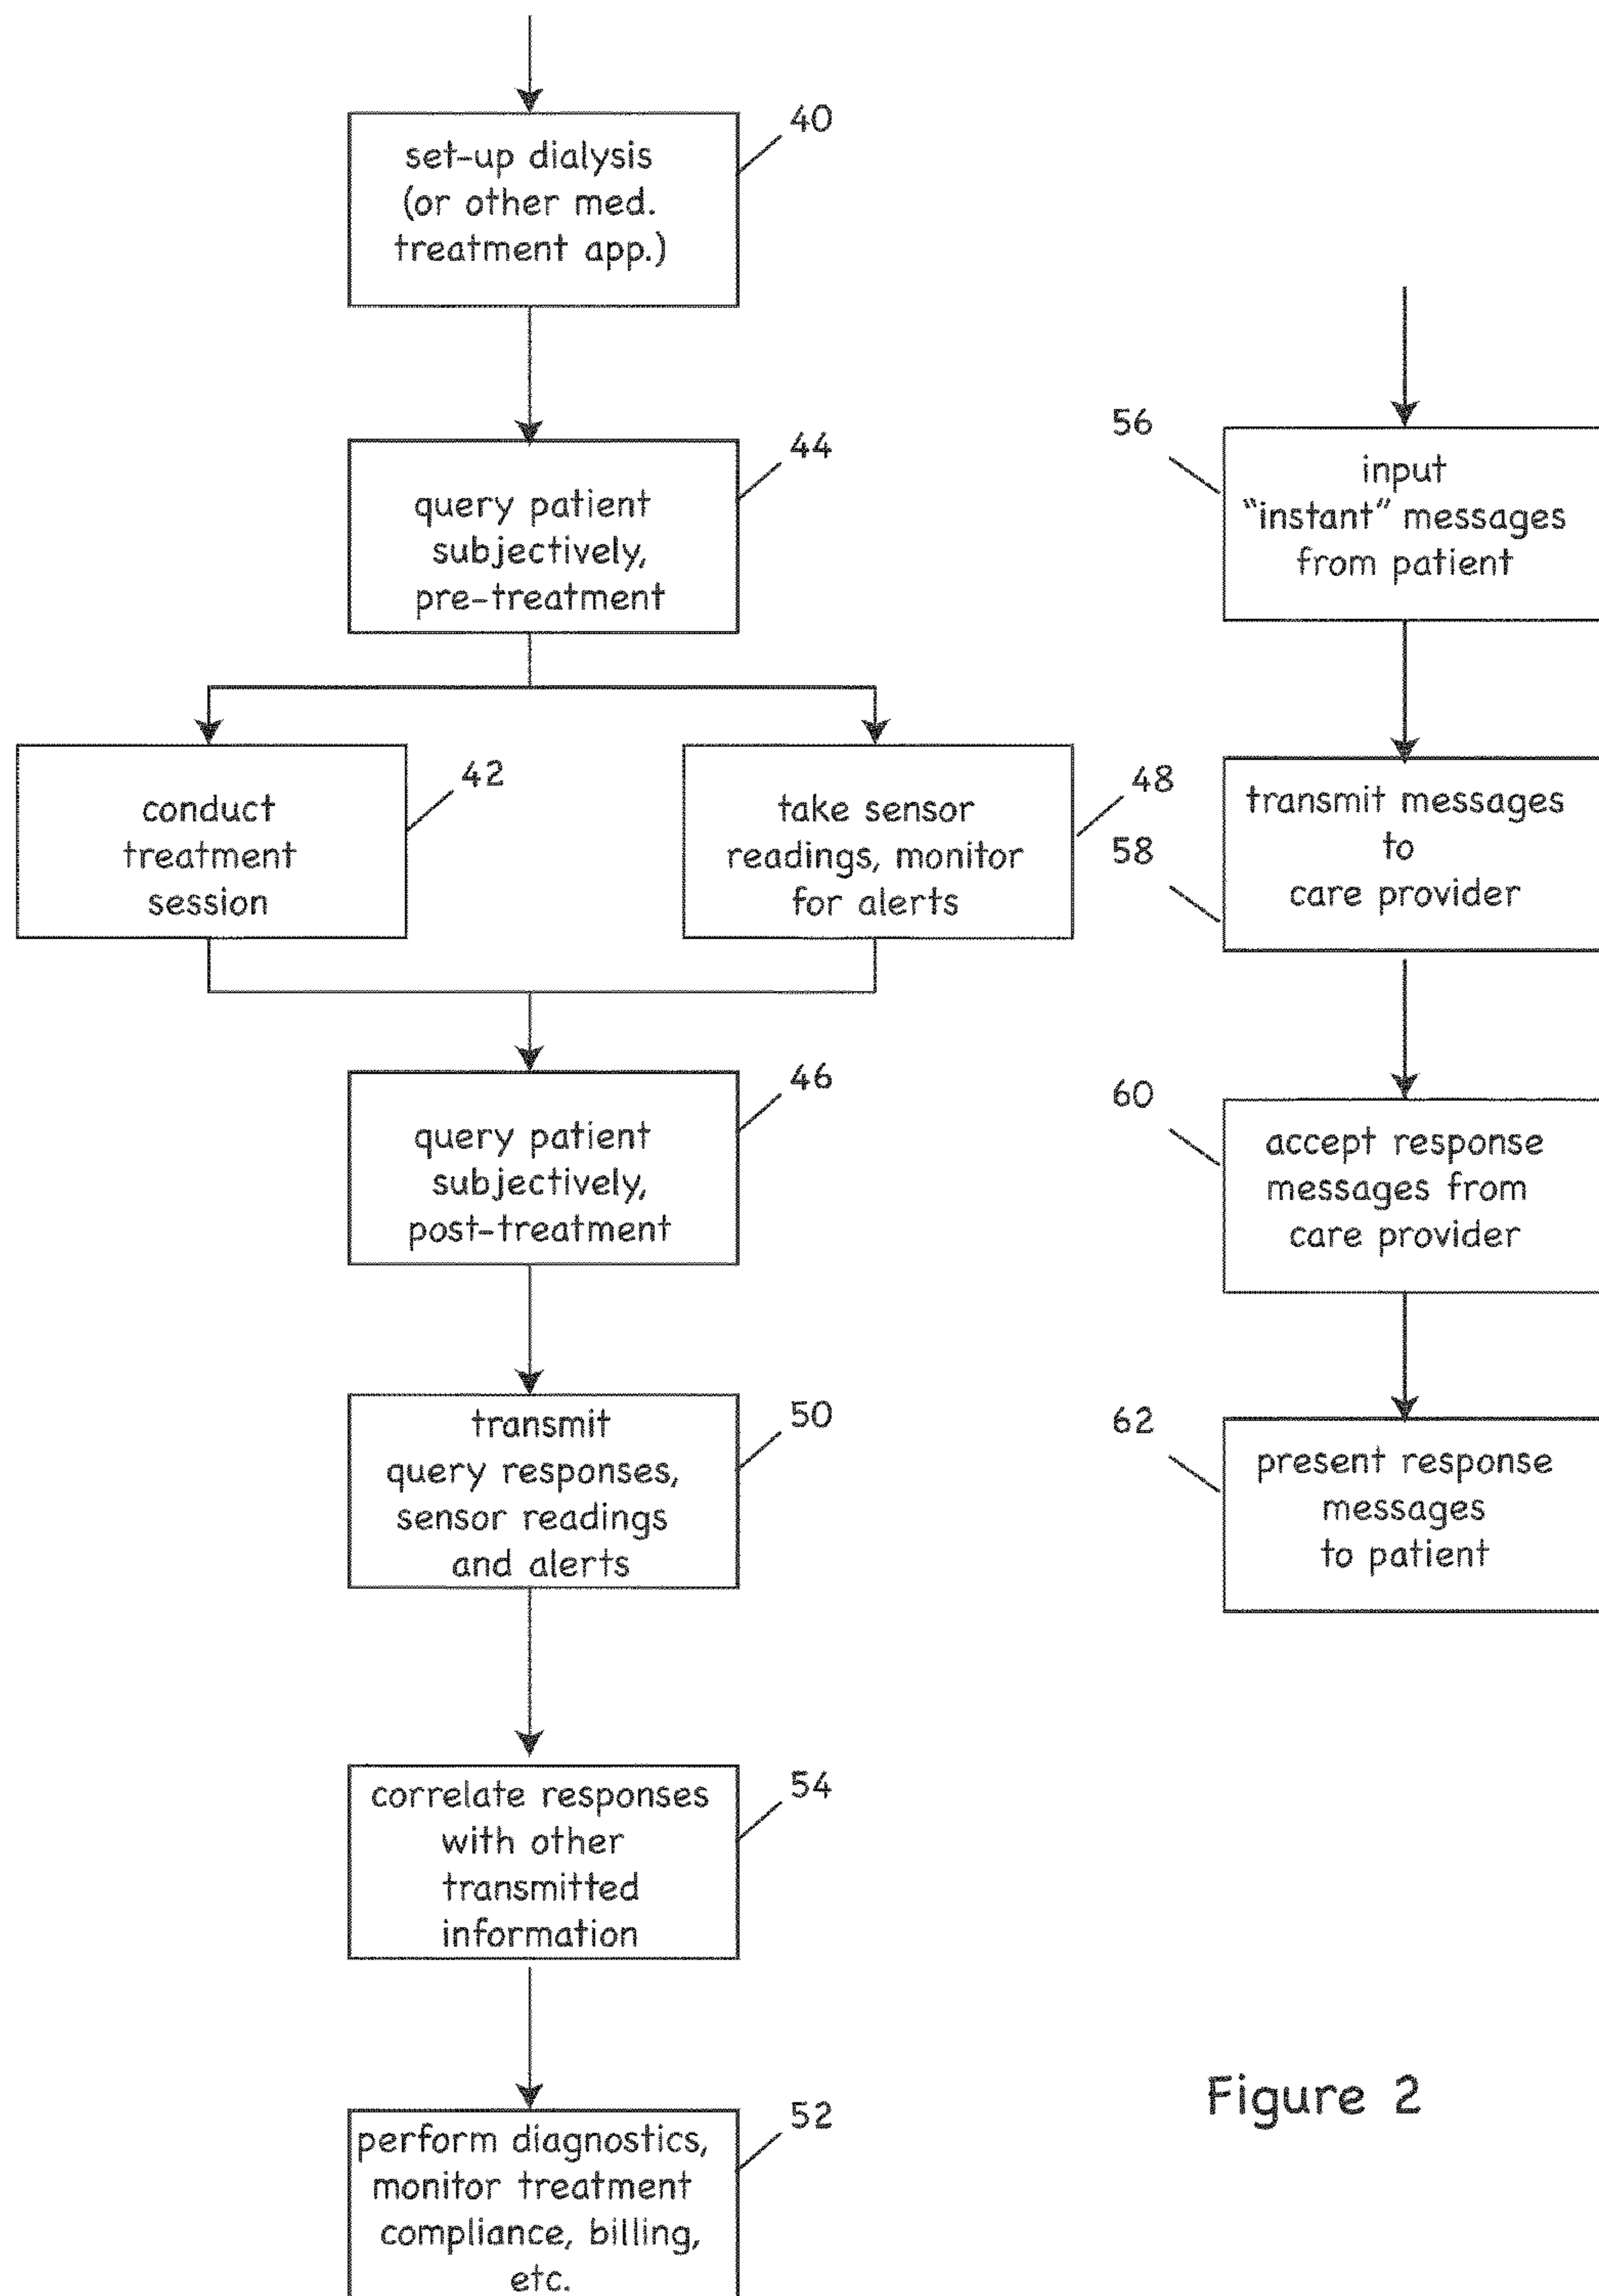 40
set-up dialysis
(or other med.
treatment app.)
44
query patient
subjectively,
pre-treatment
42
conduct
treatment
session
48
take sensor
readings, monitor
for alerts
46
query patient
subjectively,
post-treatment
50
transmit
query responses,
sensor readings
and alerts
54
correlate responses
with other
transmitted
information
52
perform diagnostics,
monitor treatment
compliance, billing,
etc.
56
input
“instant” messages
from patient
58
transmit messages
to
care provider
60
accept response
messages from
care provider
62
present response
messages
to patient
Figure 2